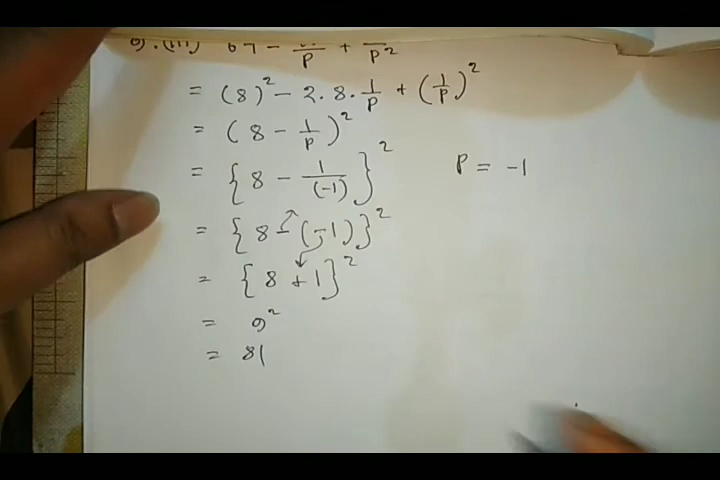 = (8)² - 2.8.1/p + (1/p)²
= (8 - 1/p)²
= {8 - 1/(-1)}² P = -1
= {8 - (-1)}²
= {8 + 1}²
= 9²
= 81